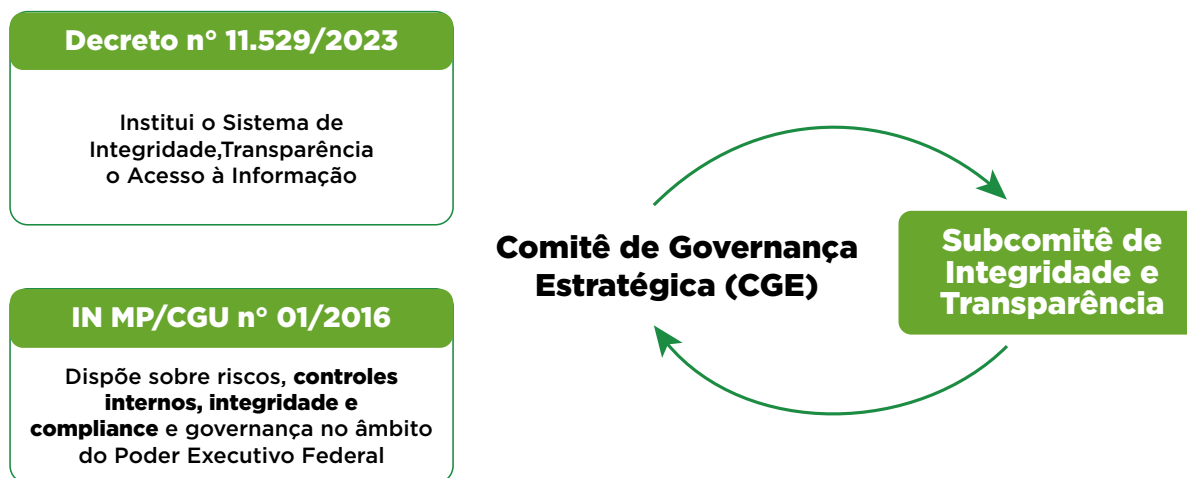 Decreto n° 11.529/2023
Institui o Sistema de
Integridade,Transparência
o Acesso à Informação
IN MP/CGU n° 01/2016
Dispõe sobre riscos, controles
internos, integridade e
compliance e governança no âmbito
do Poder Executivo Federal
Comitê de Governança
Estratégica (CGE)
Subcomitê de
Integridade e
Transparência